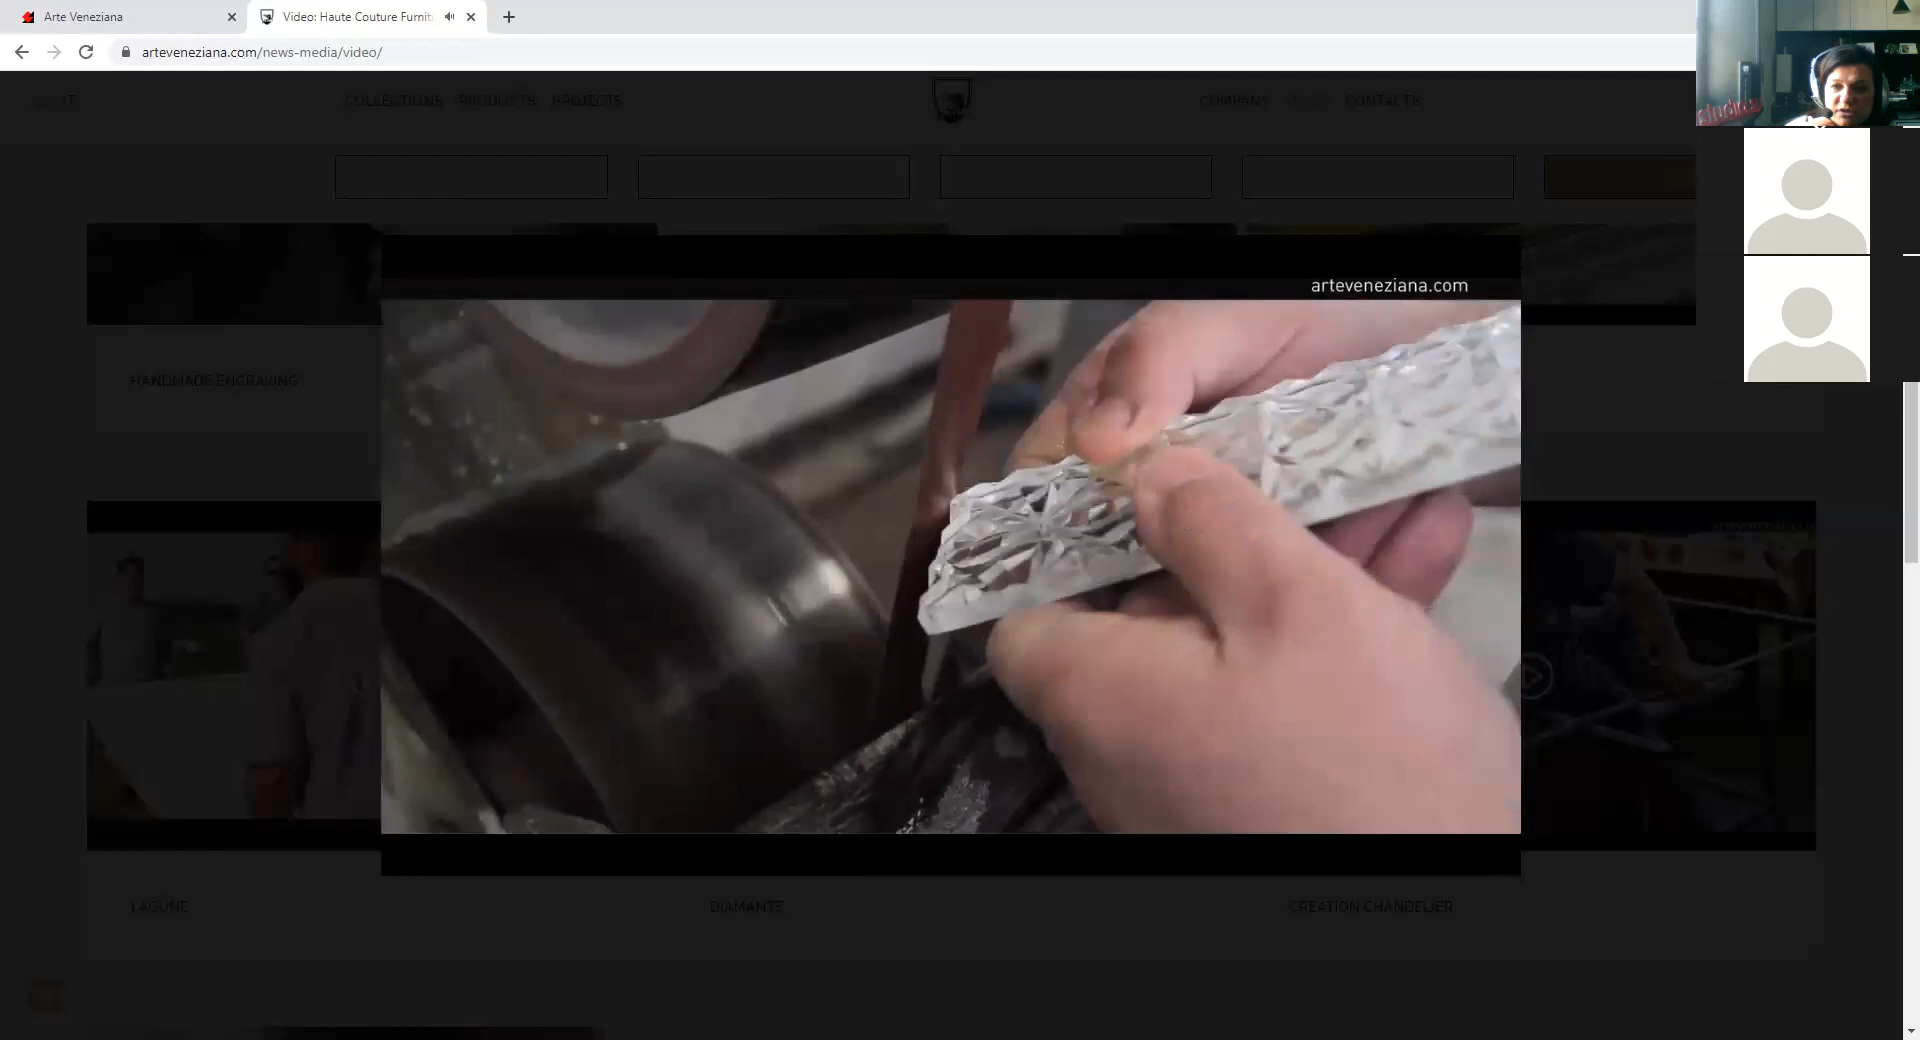 Arte Veneziana
Video: Haute Couture Furnit
arteveneziana.com/news-media/video/
COLLECTIONS PRODUCTS PROJECTS
COMPANY
CONTACTS
arteveneziana.com
HANDMADE ENGRAVING
LAGUNE
DIAMANTE
CREATION CHANDELIER
studio